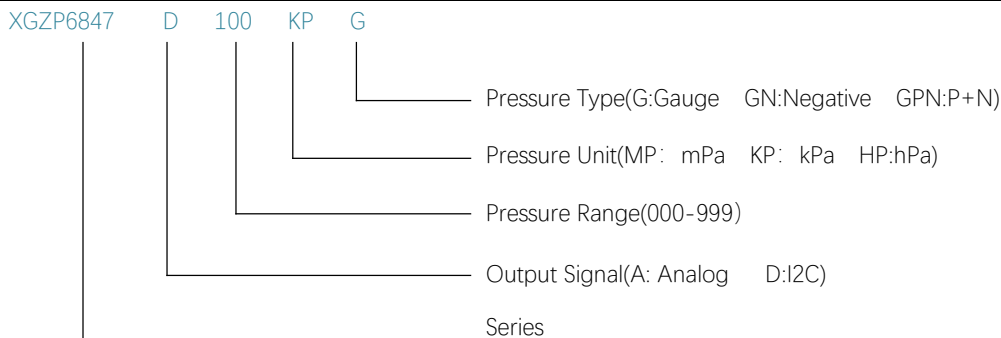 XGZP6847 D 100 KP G
Pressure Type(G:Gauge GN:Negative GPN:P+N)
Pressure Unit(MP：mPa KP：kPa HP:hPa)
Pressure Range(000-999）
Output Signal(A: Analog D:I2C)
Series